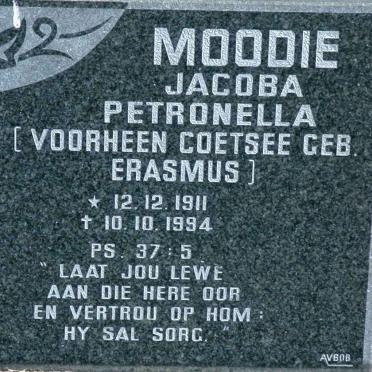 MOODIE
JACOBA
PETRONELLA
[ VOORHEEN COETSEE GEB.
ERASMUS ]
★ 12.12.1911
✝ 10.10.1994
PS. 37:5
" LAAT JOU LEWE
AAN DIE HERE OOR
EN VERTROU OP HOM:
HY SAL SORG. "
AVBOB